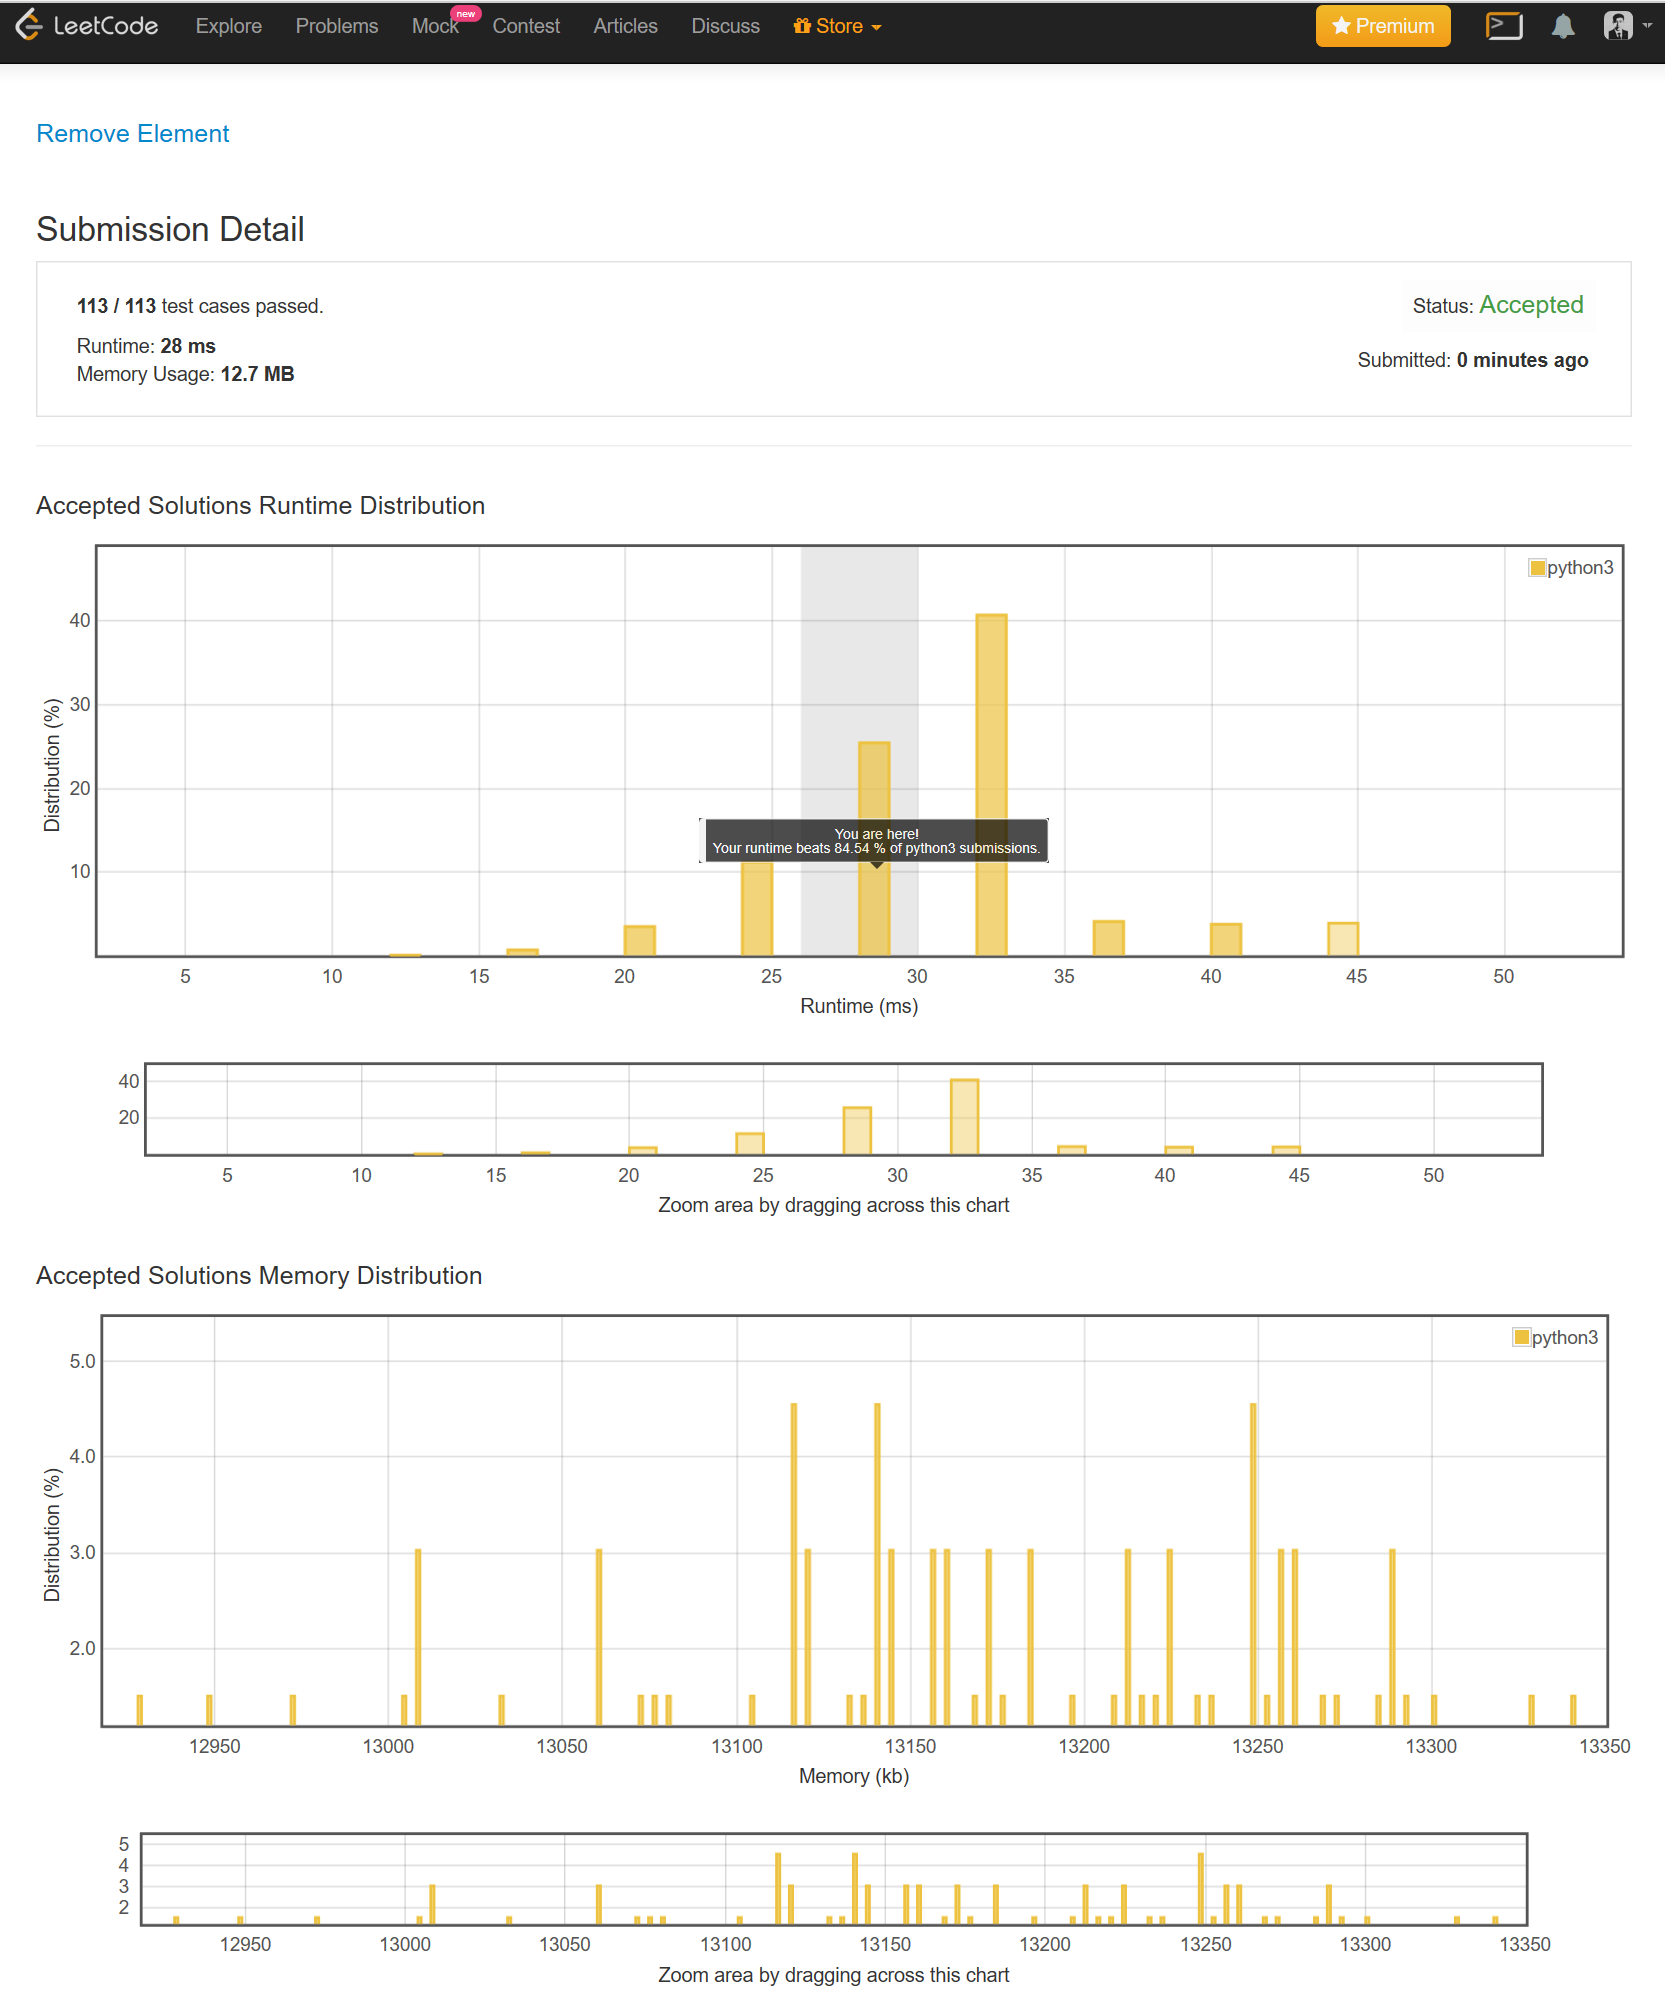 LeetCode Explore Problems Mock new Contest Articles Discuss Store Premium
Remove Element
Submission Detail
113 / 113 test cases passed.
Status: Accepted
Runtime: 28 ms
Memory Usage: 12.7 MB
Submitted: 0 minutes ago
Accepted Solutions Runtime Distribution
python3
40
30
20
10
Distribution (%)
You are here!
Your runtime beats 84.54 % of python3 submissions.
5 10 15 20 25 30 35 40 45 50
Runtime (ms)
40
20
5 10 15 20 25 30 35 40 45 50
Zoom area by dragging across this chart
Accepted Solutions Memory Distribution
python3
5.0
4.0
3.0
2.0
Distribution (%)
12950 13000 13050 13100 13150 13200 13250 13300 13350
Memory (kb)
5
4
3
2
12950 13000 13050 13100 13150 13200 13250 13300 13350
Zoom area by dragging across this chart